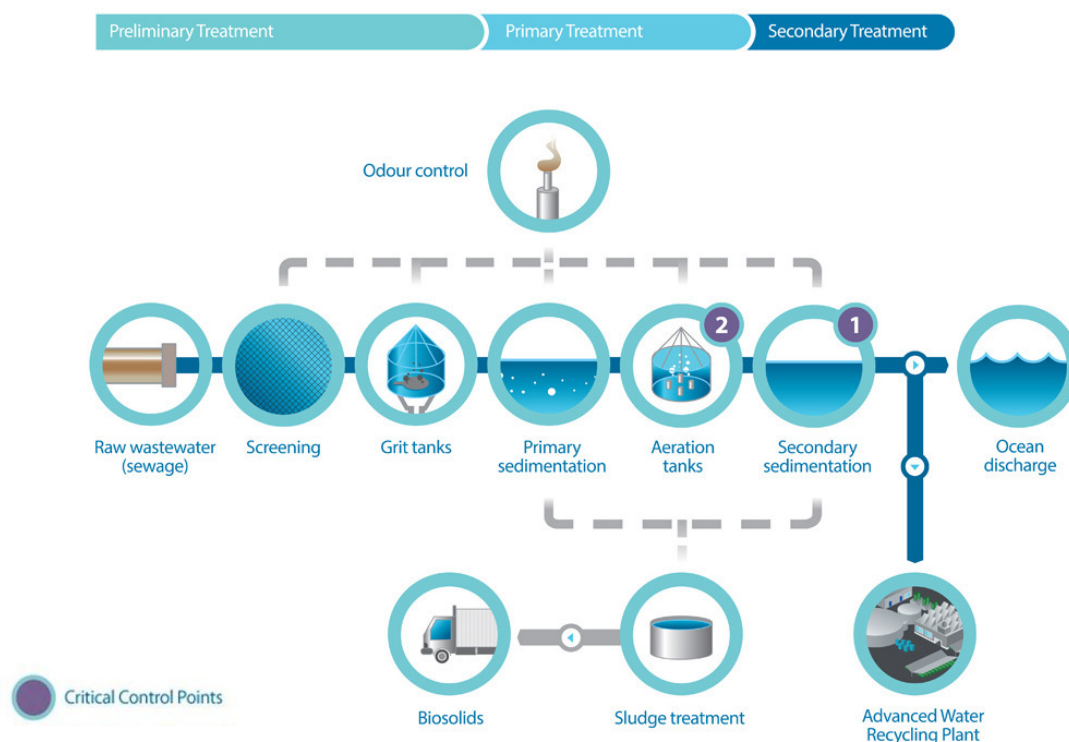 Preliminary Treatment
Primary Treatment
Secondary Treatment
Odour control
2
1
Raw wastewater
(sewage)
Screening
Grit tanks
Primary
sedimentation
Aeration
tanks
Secondary
sedimentation
Ocean
discharge
Critical Control Points
Biosolids
Sludge treatment
Advanced Water
Recycling Plant